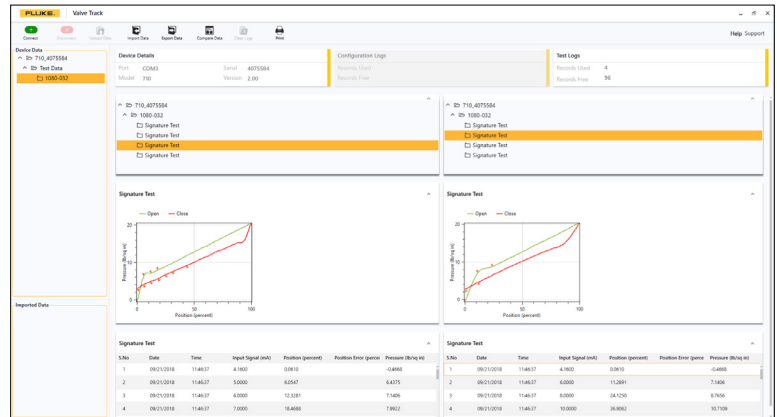 FLUKE. Valve Track
Connect Disconnect Upload Data Import Data Export Data Compare Data Print Help Support
Device Data
710_4075584
Test Data
1080-032
Device Details
Port COM3 Serial 4075584
Model 710 Version 2.00
Configuration Logs
Records Used
Records Free
Test Logs
Records Used 4
Records Free 96
710_4075584
1080-032
Signature Test
Signature Test
Signature Test
Signature Test
710_4075584
1080-032
Signature Test
Signature Test
Signature Test
Signature Test
Signature Test
Open Close
20
10
0
Pressure (lb/sq in)
0 50 100
Position (percent)
Signature Test
Open Close
20
10
0
Pressure (lb/sq in)
0 50 100
Position (percent)
Imported Data
Signature Test
S.No Date Time Input Signal (mA) Position (percent) Position Error (perce Pressure (lb/sq in)
1 09/21/2018 11:46:37 4.1600 0.0610 -0.4668
2 09/21/2018 11:46:37 5.0000 6.0547 6.4375
3 09/21/2018 11:46:37 6.0000 12.3281 7.1406
4 09/21/2018 11:46:37 7.0000 18.4688 7.8922
Signature Test
S.No Date Time Input Signal (mA) Position (percent) Position Error (perce Pressure (lb/sq in)
1 09/21/2018 11:46:37 4.1600 0.0610 -0.4668
2 09/21/2018 11:46:37 6.0000 11.2891 7.1406
3 09/21/2018 11:46:37 8.0000 24.1250 8.7656
4 09/21/2018 11:46:37 10.0000 36.9062 10.7109